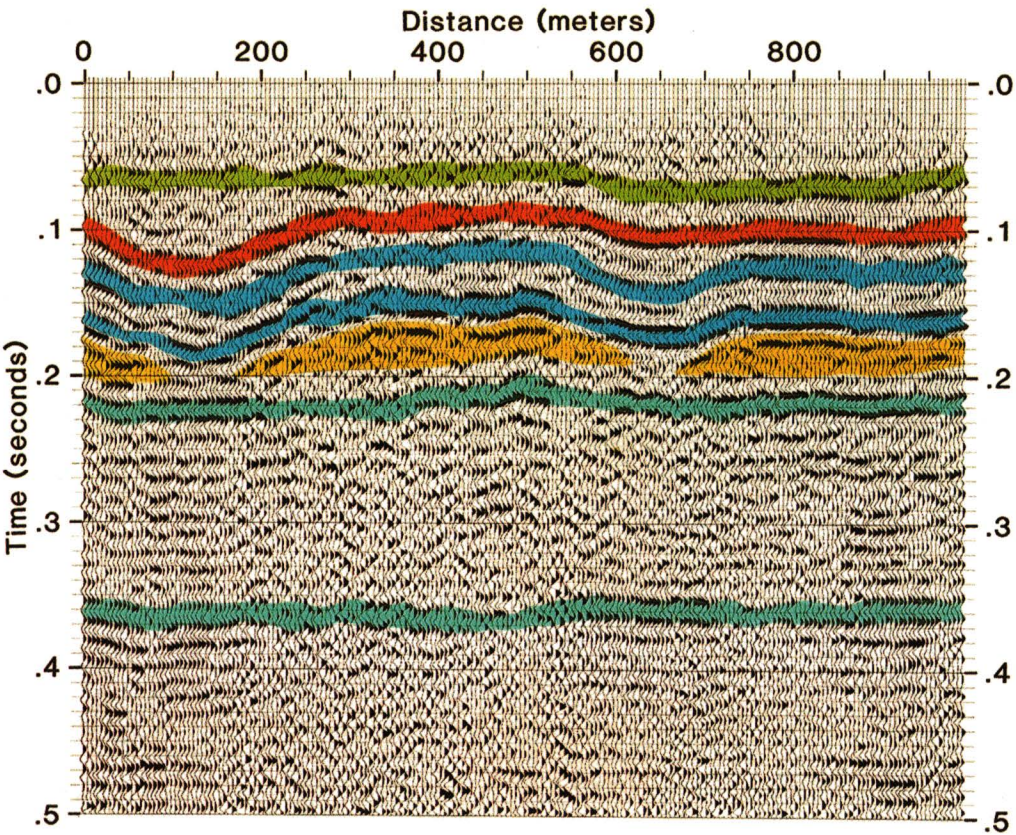 Distance (meters)
0 200 400 600 800
.0 .0
.1 .1
.2 .2
.3 .3
.4 .4
.5 .5
Time (seconds)